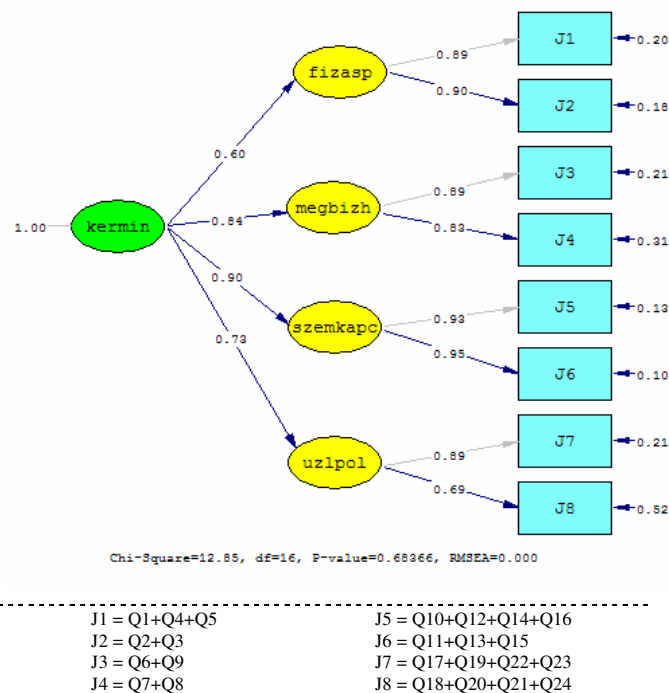 J1
0.20
0.89
fizasp
0.90
J2
0.18
0.60
J3
0.21
0.89
megbizh
0.84
0.83
1.00
kermin
J4
0.31
0.90
J5
0.13
0.93
szemkapc
0.73
0.95
J6
0.10
J7
0.21
0.89
uzlpol
0.69
J8
0.52
Chi-Square=12.85, df=16, P-value=0.68366, RMSEA=0.000
J1 = Q1+Q4+Q5
J2 = Q2+Q3
J3 = Q6+Q9
J4 = Q7+Q8
J5 = Q10+Q12+Q14+Q16
J6 = Q11+Q13+Q15
J7 = Q17+Q19+Q22+Q23
J8 = Q18+Q20+Q21+Q24